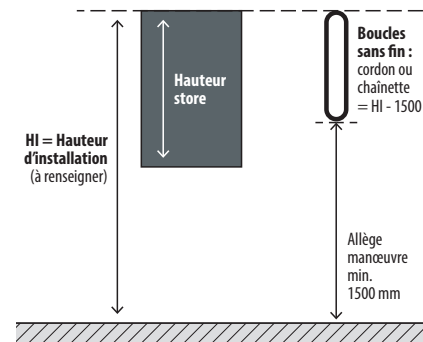 HI = Hauteur
d'installation
(à renseigner)
Hauteur
store
Boucles
sans fin :
cordon ou
chaînette
= HI - 1500
Allège
manœuvre
min.
1500 mm